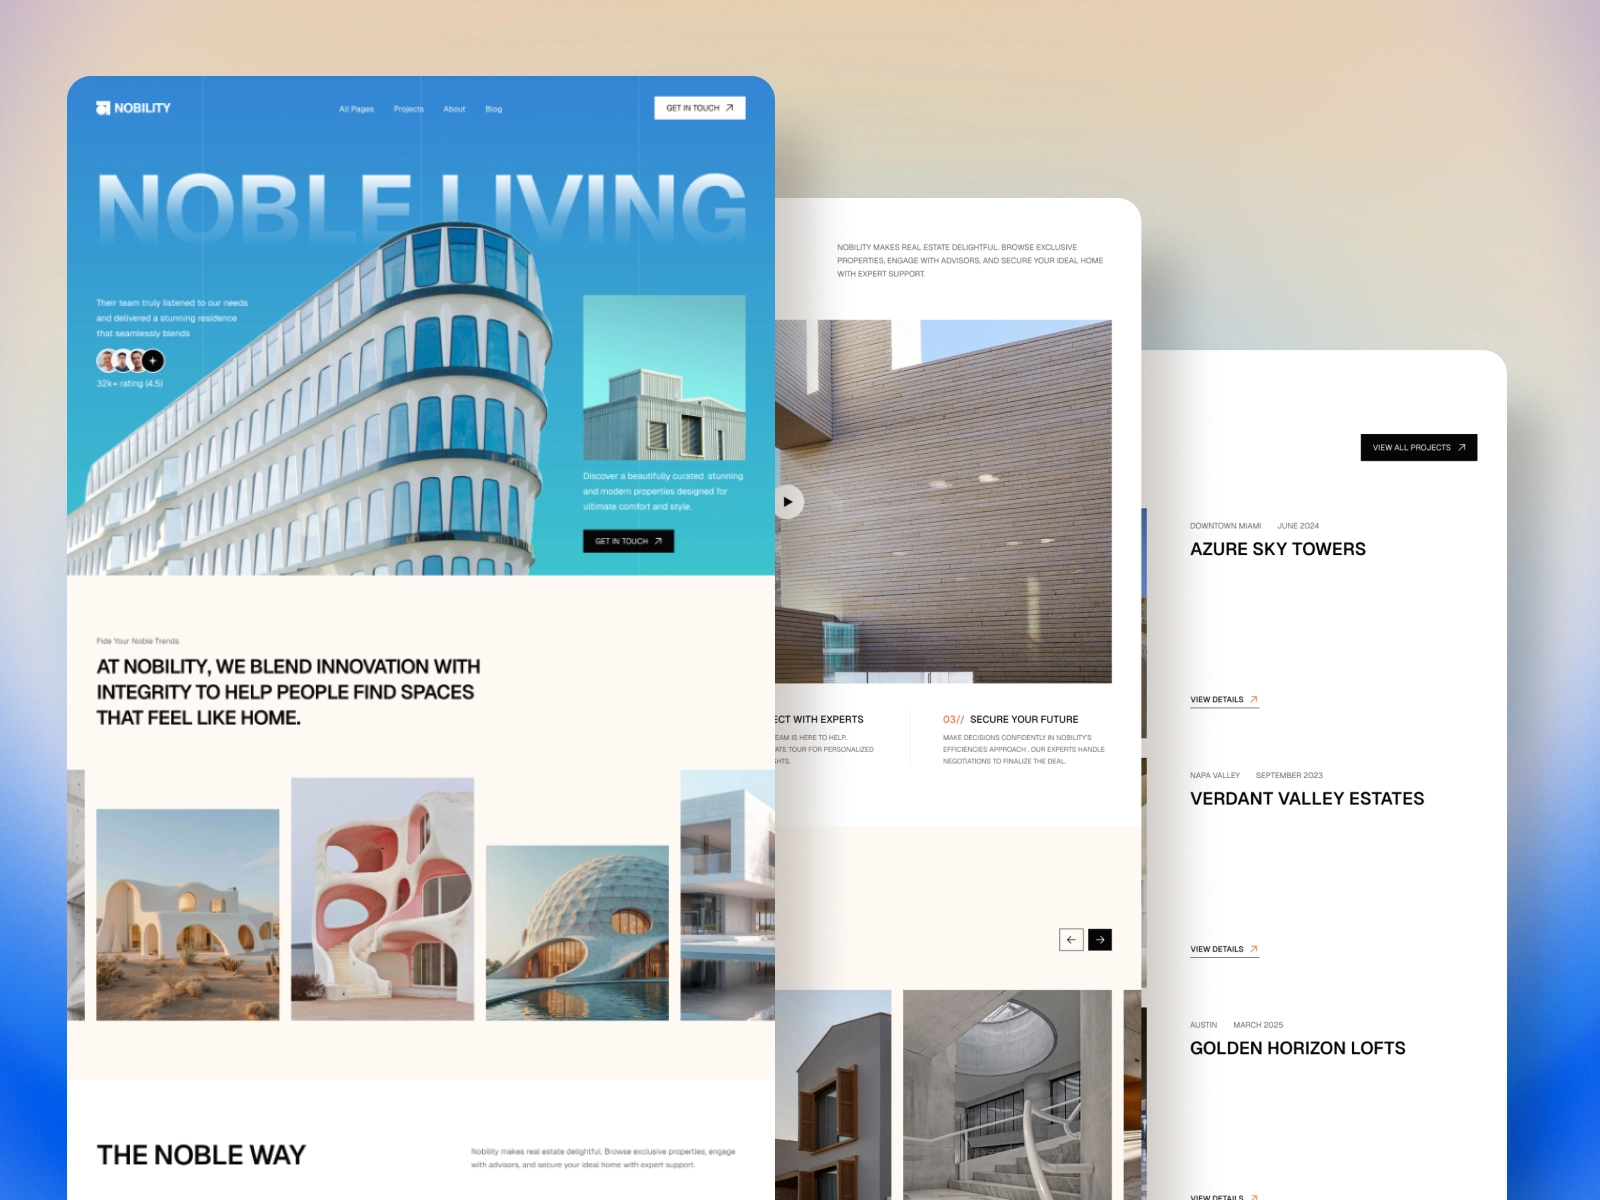 NOBILITY
All Pages
Projects
About
Blog
GET IN TOUCH
NOBLE LIVING
Their team truly listened to our needs
and delivered a stunning residence
that seamlessly blends
32k+ rating (4.5)
Discover a beautifully curated stunning
and modern properties designed for
ultimate comfort and style.
GET IN TOUCH
Fide Your Noble Trends
AT NOBILITY, WE BLEND INNOVATION WITH
INTEGRITY TO HELP PEOPLE FIND SPACES
THAT FEEL LIKE HOME.
THE NOBLE WAY
Nobility makes real estate delightful. Browse exclusive properties, engage
with advisors, and secure your ideal home with expert support.
NOBILITY MAKES REAL ESTATE DELIGHTFUL. BROWSE EXCLUSIVE
PROPERTIES, ENGAGE WITH ADVISORS, AND SECURE YOUR IDEAL HOME
WITH EXPERT SUPPORT.
ECT WITH EXPERTS
EAM IS HERE TO HELP.
ATE TOUR FOR PERSONALIZED
GHTS.
03// SECURE YOUR FUTURE
MAKE DECISIONS CONFIDENTLY IN NOBILITY'S
EFFICIENCIES APPROACH . OUR EXPERTS HANDLE
NEGOTIATIONS TO FINALIZE THE DEAL.
VIEW ALL PROJECTS
DOWNTOWN MIAMI JUNE 2024
AZURE SKY TOWERS
VIEW DETAILS
NAPA VALLEY SEPTEMBER 2023
VERDANT VALLEY ESTATES
VIEW DETAILS
AUSTIN MARCH 2025
GOLDEN HORIZON LOFTS
VIEW DETAILS